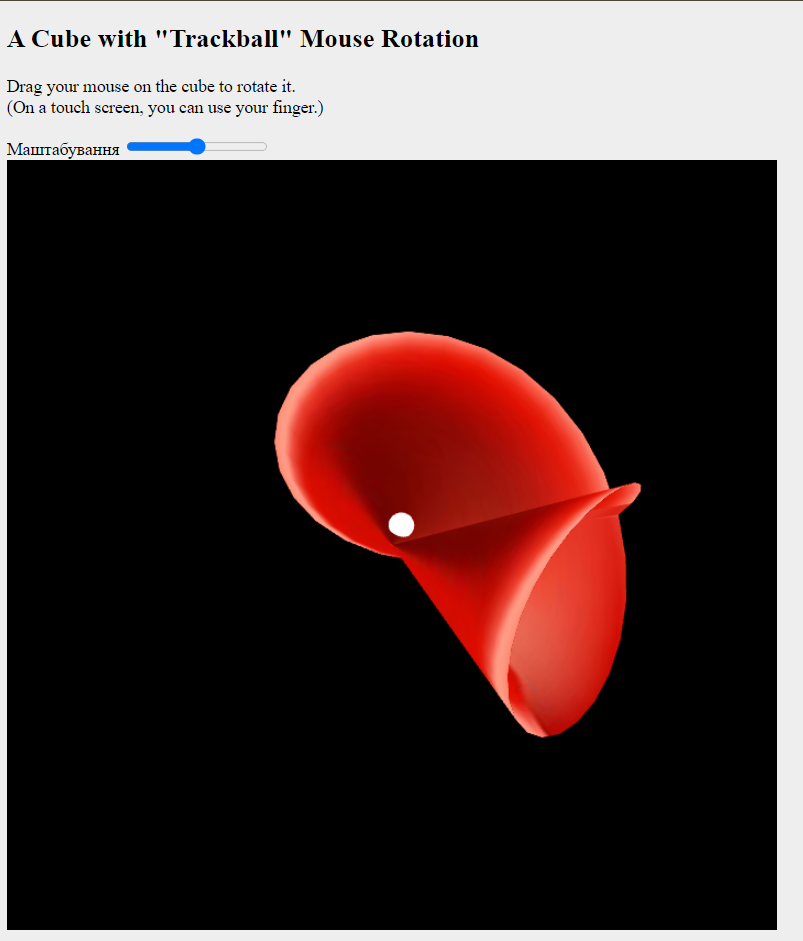 A Cube with "Trackball" Mouse Rotation
Drag your mouse on the cube to rotate it.
(On a touch screen, you can use your finger.)
Маштабування